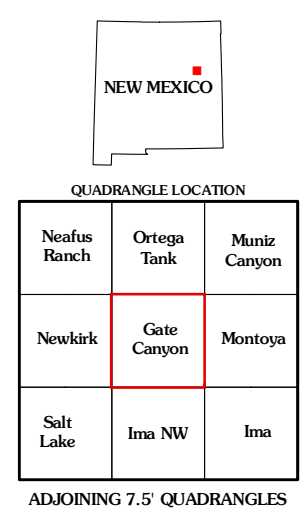 NEW MEXICO
QUADRANGLE LOCATION
Neafus
Ranch
Ortega
Tank
Muniz
Canyon
Newkirk
Gate
Canyon
Montoya
Salt
Lake
Ima NW
Ima
ADJOINING 7.5' QUADRANGLES